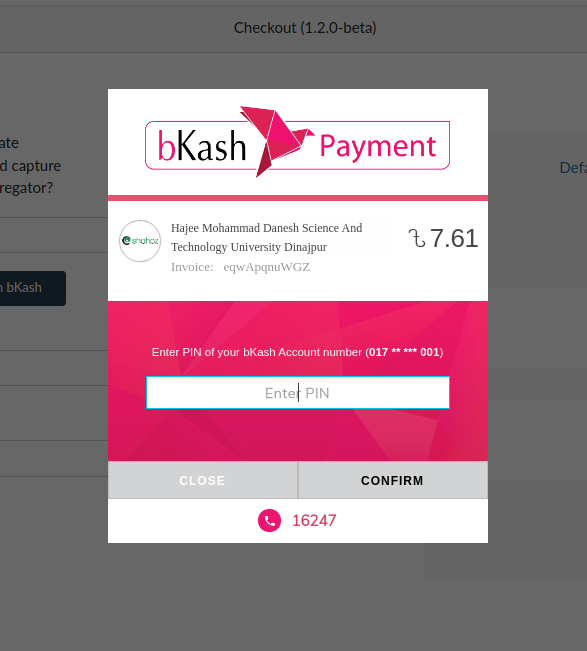 Checkout (1.2.0-beta)
ate
d capture
regator?
Defa
bKash Payment
eshohoz
Hajee Mohammad Danesh Science And
Technology University Dinajpur
৳ 7.61
Invoice: eqwApqnuWGZ
n bKash
Enter PIN of your bKash Account number (017 ** *** 001)
Enter PIN
CLOSE
CONFIRM
16247